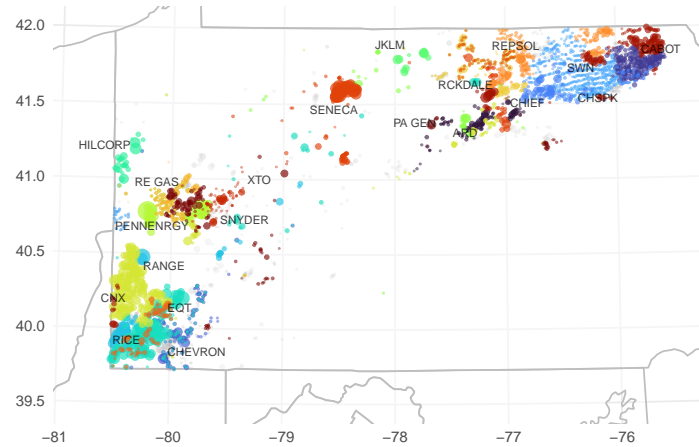 42.0
JKLM
REPSOL
CABOT
SWN
RCKDALE
41.5
SENECA
CHIEF
CHSPK
PA GEN
ARD
HILCORP
41.0
RE GAS
XTO
PENNENRGY
SNYDER
40.5
RANGE
CNX
EQT
40.0
RICE
CHEVRON
39.5
−81
−80
−79
−78
−77
−76